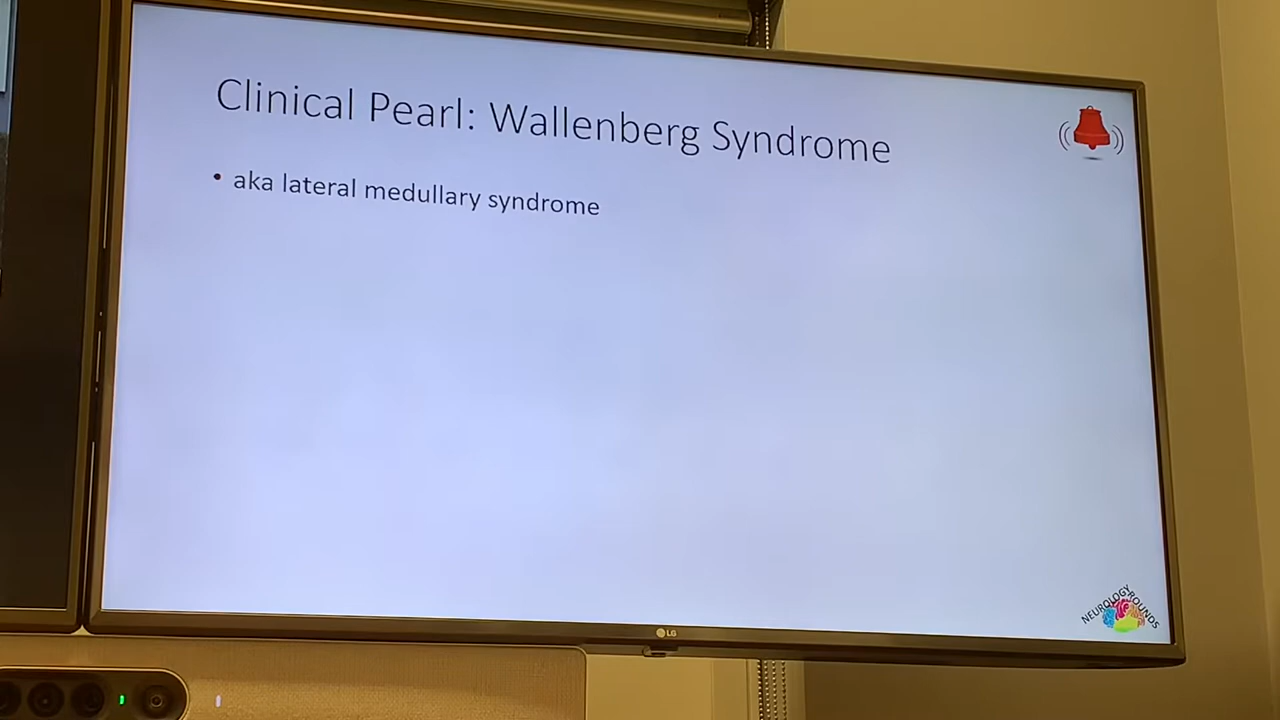 Clinical Pearl: Wallenberg Syndrome
• aka lateral medullary syndrome
NEUROLOGY ROUNDS
LG